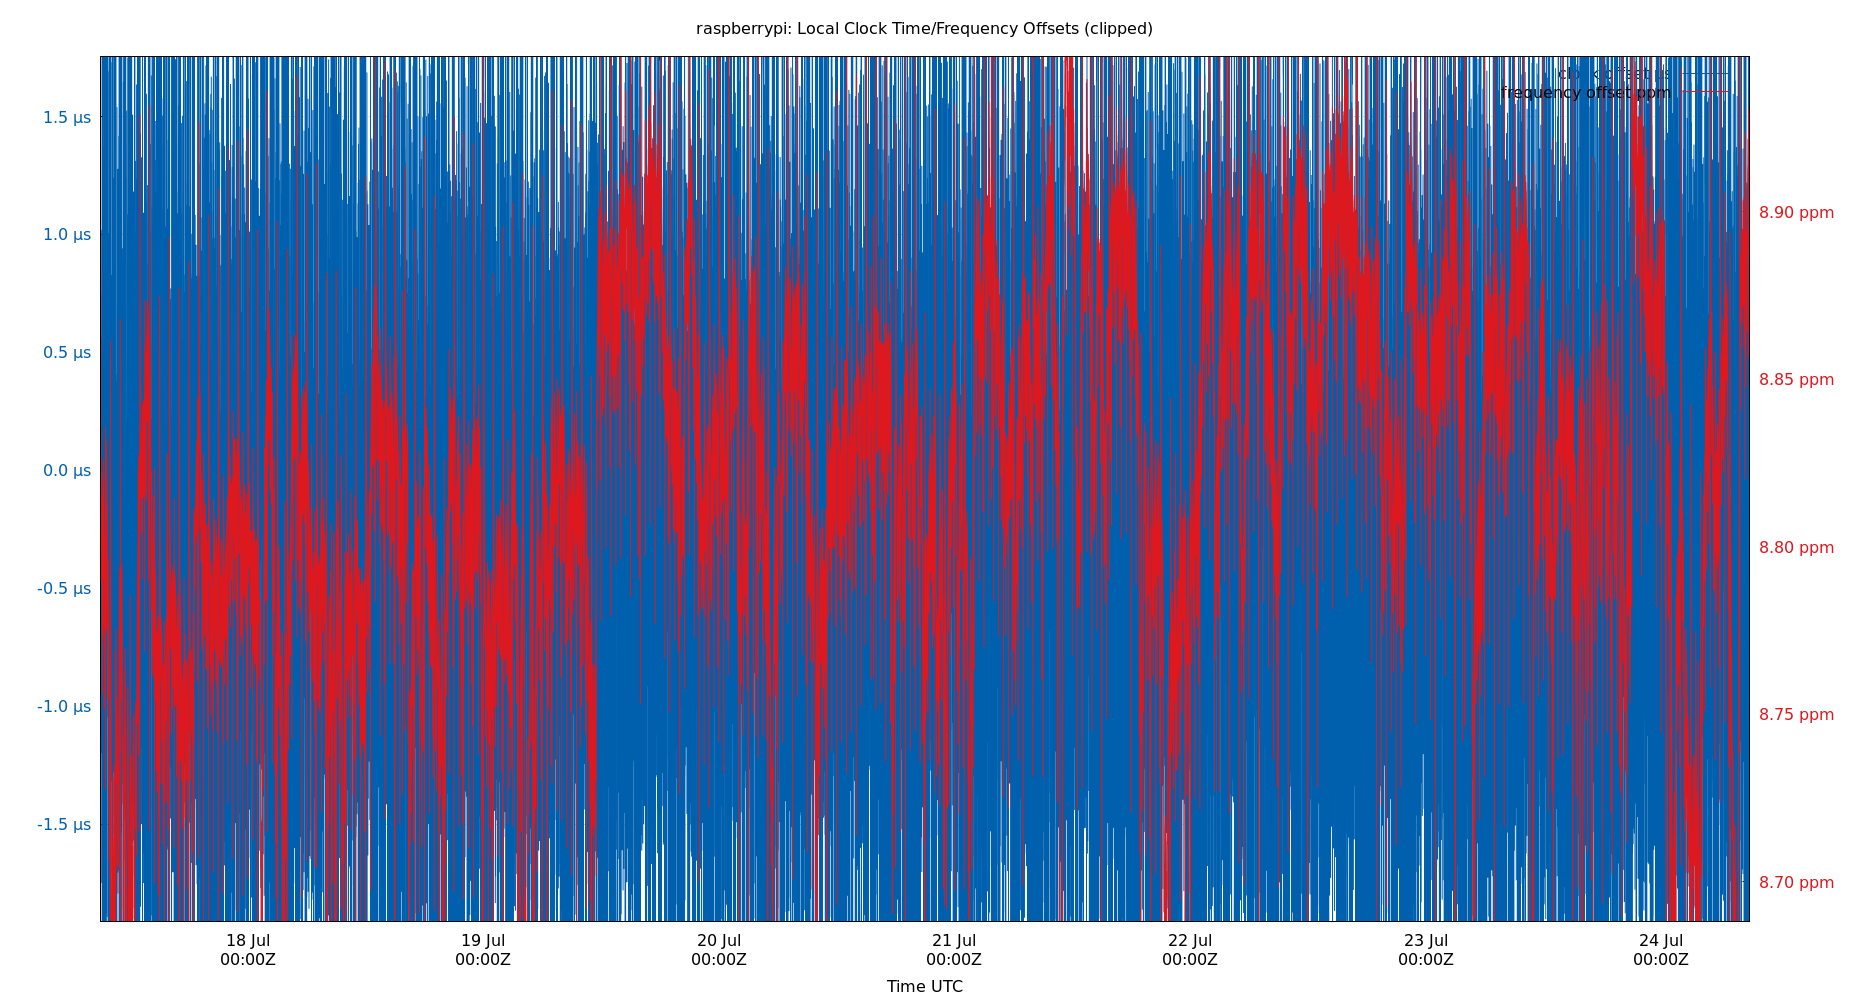 raspberrypi: Local Clock Time/Frequency Offsets (clipped)
clock offset µs
frequency offset ppm
1.5 µs
1.0 µs
0.5 µs
0.0 µs
-0.5 µs
-1.0 µs
-1.5 µs
8.90 ppm
8.85 ppm
8.80 ppm
8.75 ppm
8.70 ppm
18 Jul
00:00Z
19 Jul
00:00Z
20 Jul
00:00Z
21 Jul
00:00Z
22 Jul
00:00Z
23 Jul
00:00Z
24 Jul
00:00Z
Time UTC